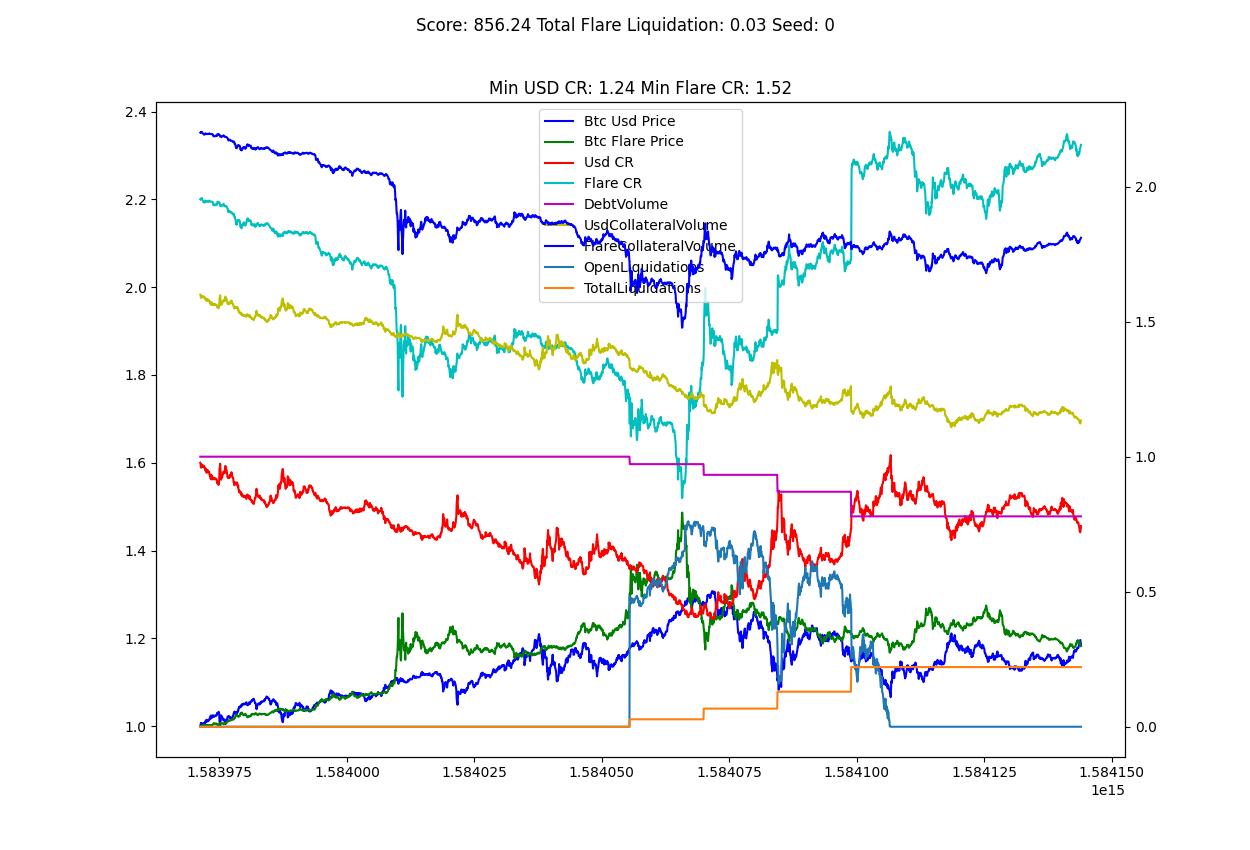 Score: 856.24 Total Flare Liquidation: 0.03 Seed: 0
Min USD CR: 1.24 Min Flare CR: 1.52
Btc Usd Price
Btc Flare Price
Usd CR
Flare CR
DebtVolume
UsdCollateralVolume
FlareCollateralVolume
OpenLiquidations
TotalLiquidations
2.4
2.2
2.0
1.8
1.6
1.4
1.2
1.0
2.0
1.5
1.0
0.5
0.0
1.583975 1.584000 1.584025 1.584050 1.584075 1.584100 1.584125 1.584150
1e15